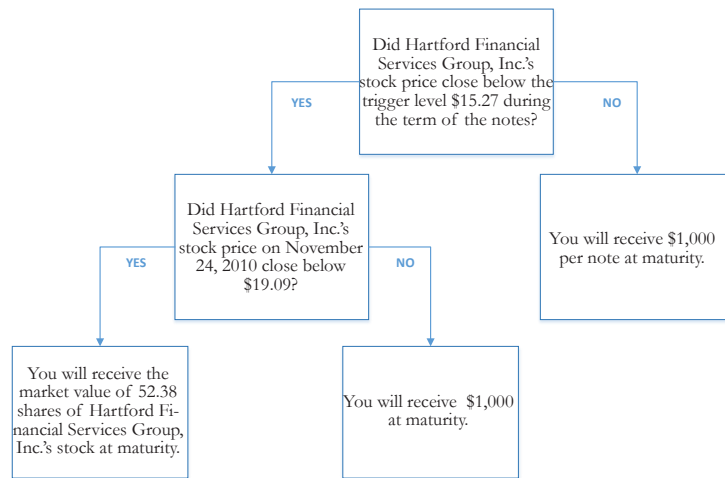 Did Hartford Financial
Services Group, Inc.'s
stock price close below the
trigger level $15.27 during
the term of the notes?
YES
NO
Did Hartford Financial
Services Group, Inc.'s
stock price on November
24, 2010 close below
$19.09?
You will receive $1,000
per note at maturity.
YES
NO
You will receive the
market value of 52.38
shares of Hartford Fi-
nancial Services Group,
Inc.'s stock at maturity.
You will receive $1,000
at maturity.